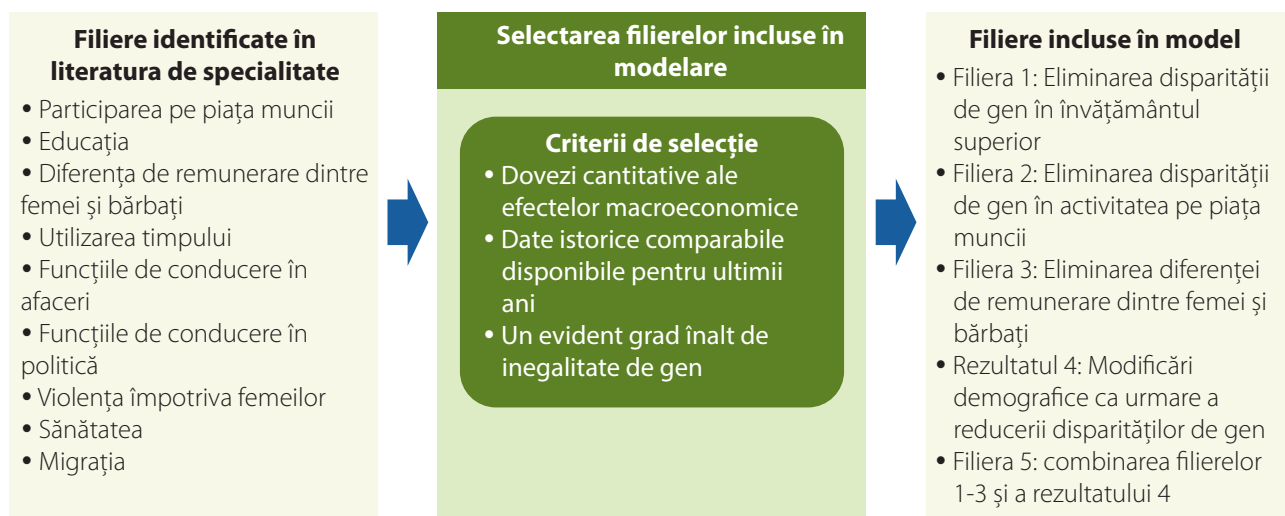 Filiere identificate în
literatura de specialitate
• Participarea pe piața muncii
• Educația
• Diferența de remunerare dintre
femei și bărbați
• Utilizarea timpului
• Funcțiile de conducere în
afaceri
• Funcțiile de conducere în
politică
• Violența împotriva femeilor
• Sănătatea
• Migrația
Selectarea filierelor incluse în
modelare
Criterii de selecție
• Dovezi cantitative ale
efectelor macroeconomice
• Date istorice comparabile
disponibile pentru ultimii
ani
• Un evident grad înalt de
inegalitate de gen
Filiere incluse în model
• Filiera 1: Eliminarea disparității
de gen în învățământul
superior
• Filiera 2: Eliminarea disparității
de gen în activitatea pe piața
muncii
• Filiera 3: Eliminarea diferenței
de remunerare dintre femei și
bărbați
• Rezultatul 4: Modificări
demografice ca urmare a
reducerii disparităților de gen
• Filiera 5: combinarea filierelor
1-3 și a rezultatului 4